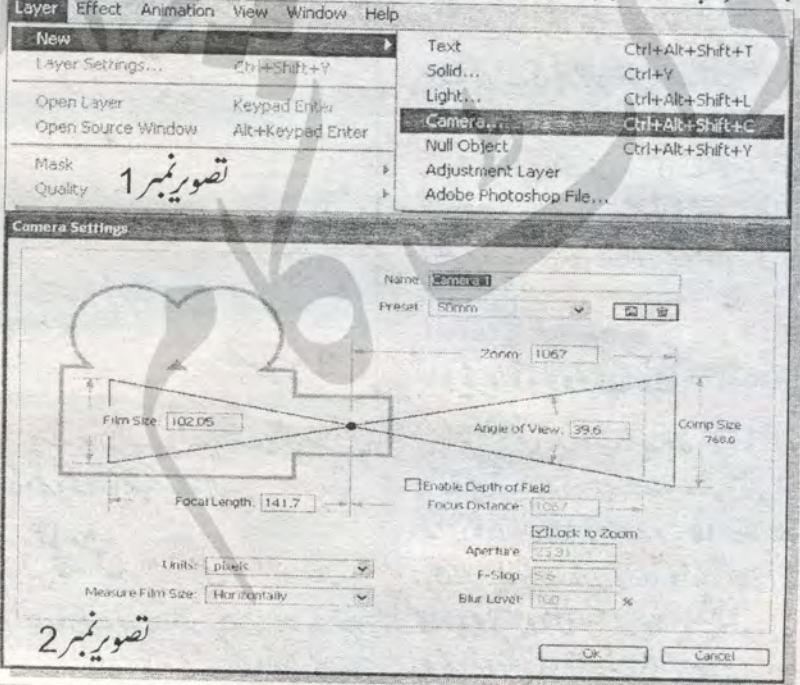 Layer Effect Animation View Window Help
New
Layer Settings... Ctrl+Shift+Y
Open Layer Keypad Enter
Open Source Window Alt+Keypad Enter
Mask
Quality
تصویر نمبر 1
Text Ctrl+Alt+Shift+T
Solid... Ctrl+Y
Light... Ctrl+Alt+Shift+L
Camera... Ctrl+Alt+Shift+C
Null Object Ctrl+Alt+Shift+Y
Adjustment Layer
Adobe Photoshop File...
Camera Settings
Name: Camera 1
Preset: 50mm
Zoom: 1067
Film Size: 102.05
Angle of View: 39.6
Comp Size
768.0
Enable Depth of Field
Focal Length: 141.7
Focus Distance: 1067
Lock to Zoom
Units: pixels
Aperture:
F-Stop: 5.6
Measure Film Size: Horizontally
Blur Level: 100 %
تصویر نمبر 2
OK Cancel